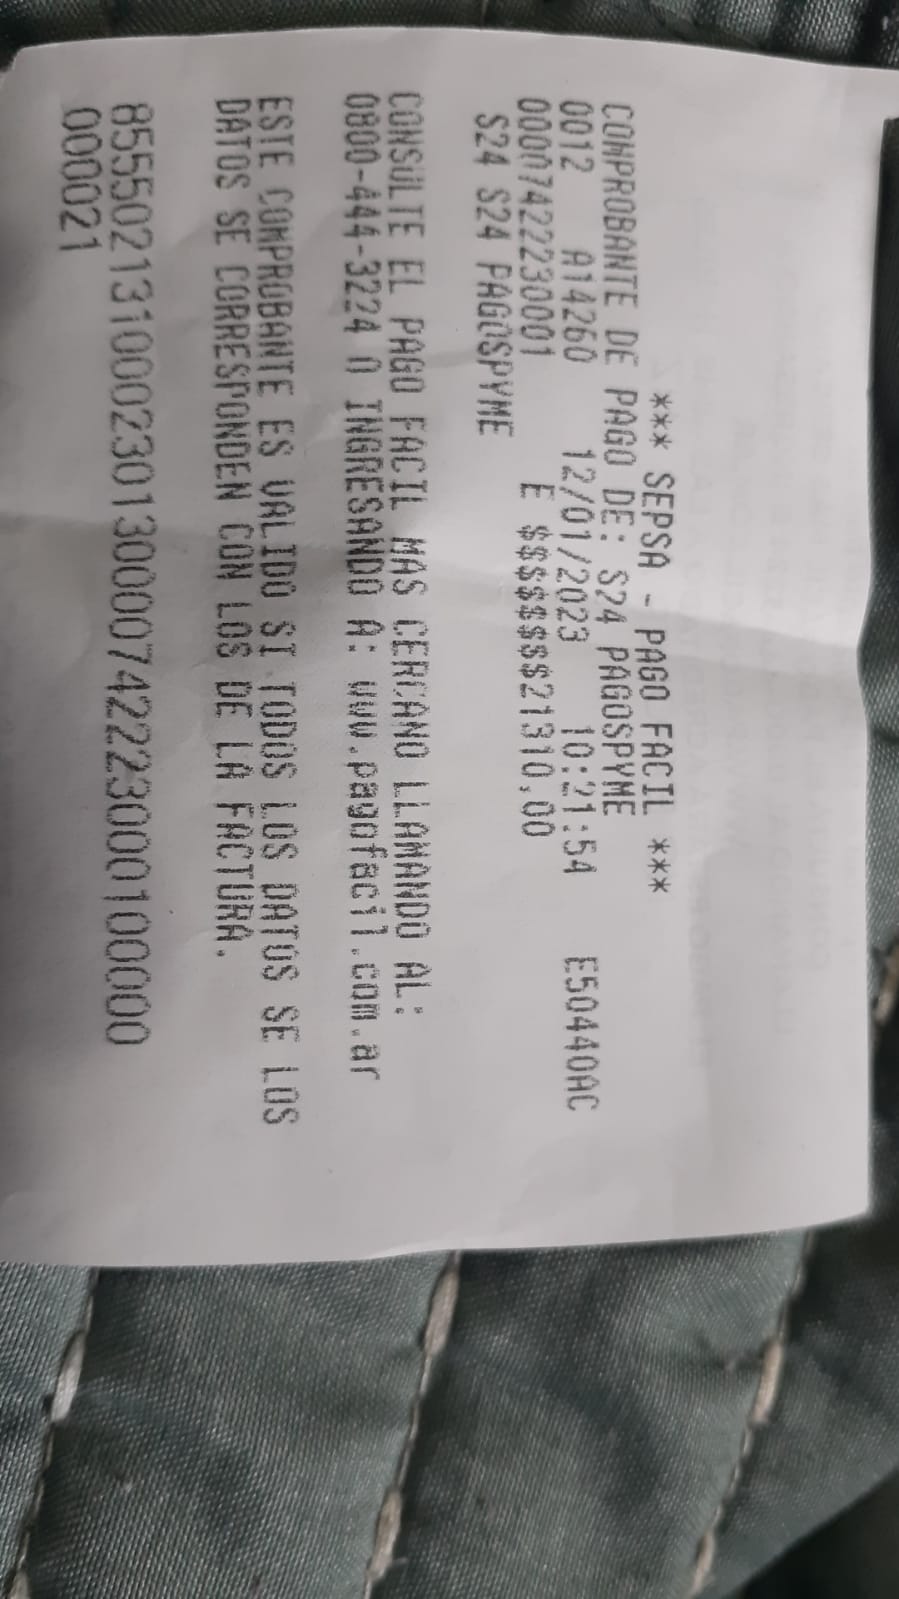 *** SEPSA - PAGO FACIL ***
COMPROBANTE DE PAGO DE: S24 PAGOSPYME
0012 A14260 12/01/2023 10:21:54 E50440AC
0000742223​0001 E $$$$$$$$21310,00
S24 S24 PAGOSPYME
CONSULTE EL PAGO FACIL MAS CERCANO LLAMANDO AL:
0800-444-3224 O INGRESANDO A: www.pagofacil.com.ar
ESTE COMPROBANTE ES VALIDO SI TODOS LOS DATOS SE LOS
DATOS SE CORRESPONDEN CON LOS DE LA FACTURA.
855502131000230130000742223000100000
000021